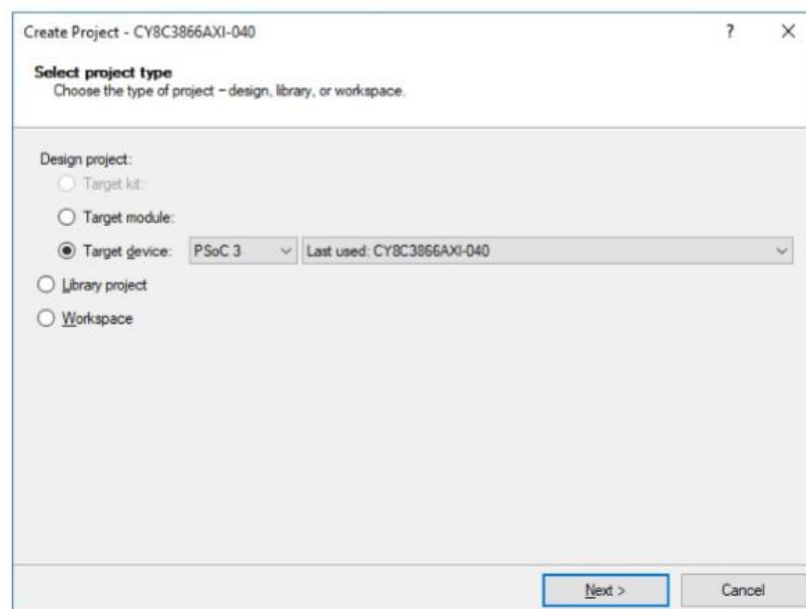 Create Project - CY8C3866AXI-040 ?
Select project type
Choose the type of project – design, library, or workspace.
Design project:
Target kit:
Target module:
Target device: PSoC 3 Last used: CY8C3866AXI-040
Library project
Workspace
Next > Cancel